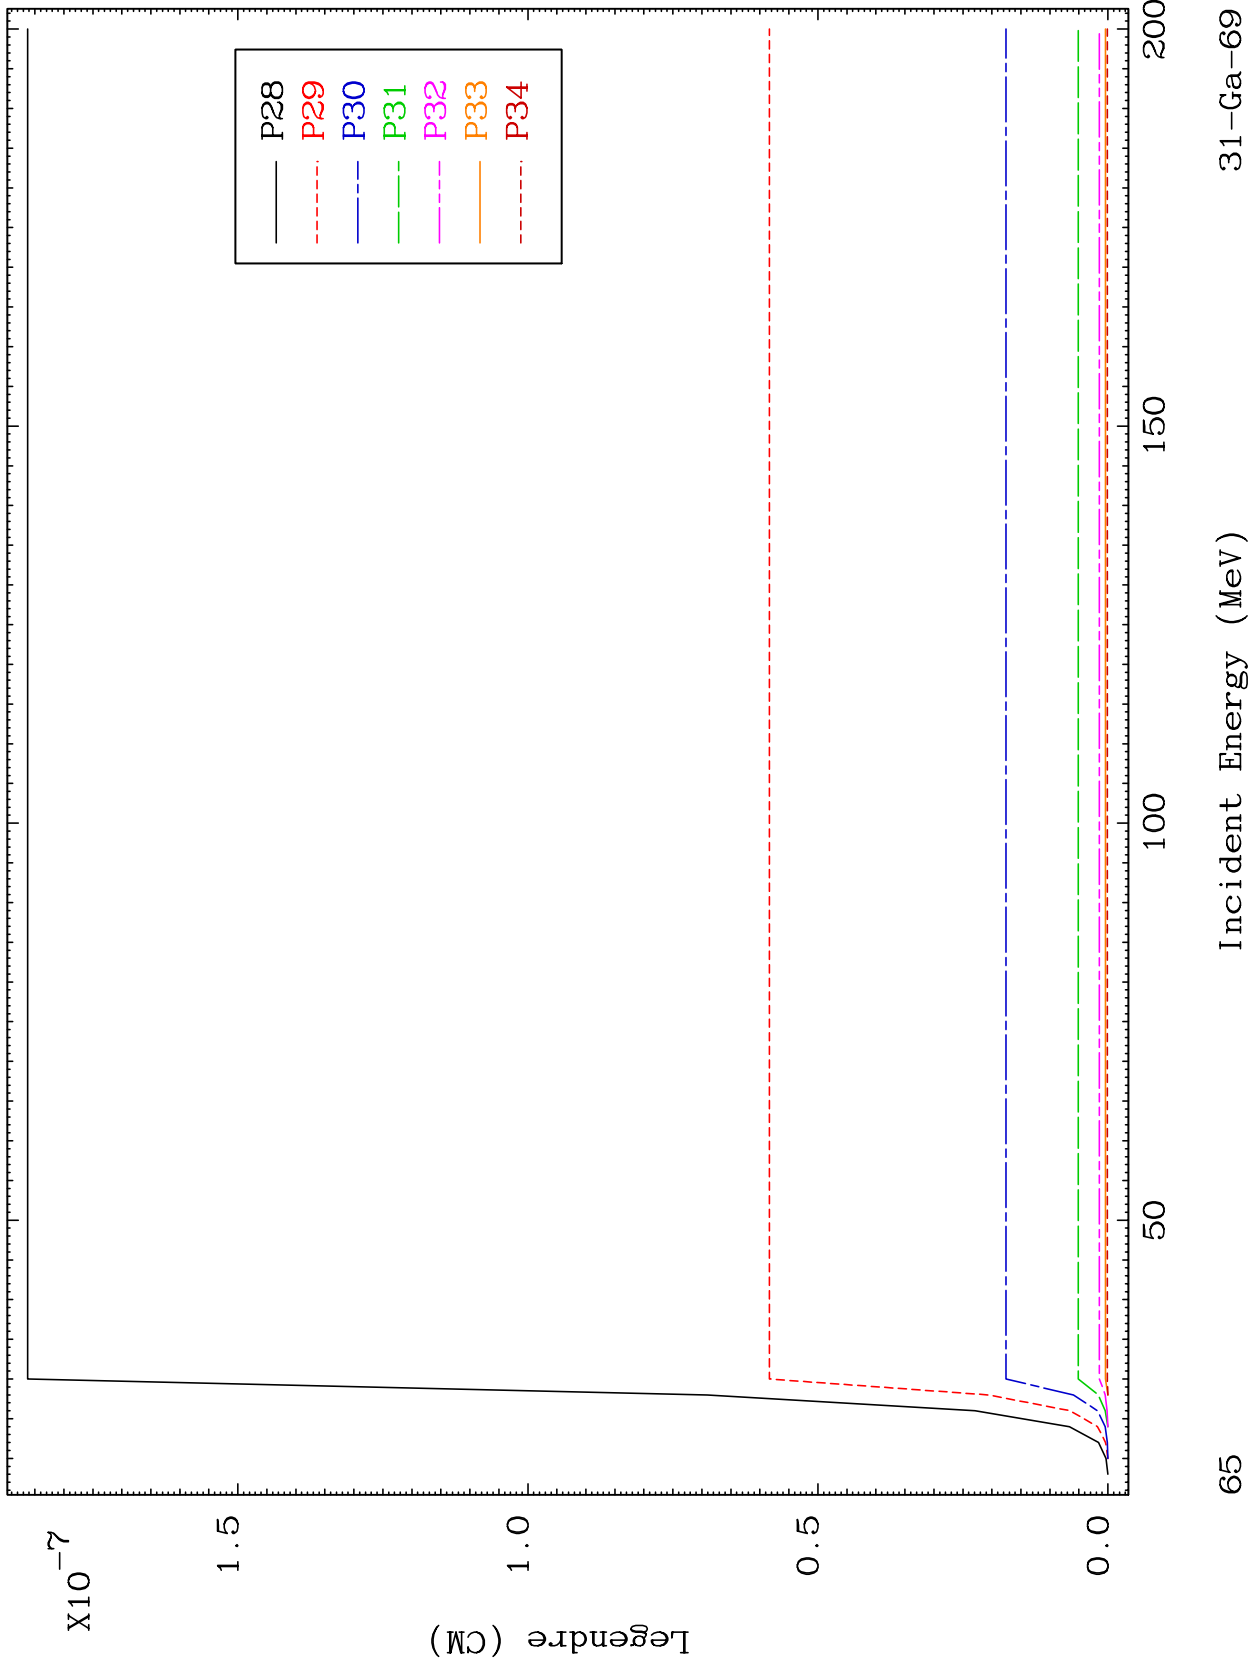 X10-7
1.5
1.0
0.5
0.0
Legendre (CM)
P28
P29
P30
P31
P32
P33
P34
50
100
150
200
Incident Energy (MeV)
65
31-Ga-69